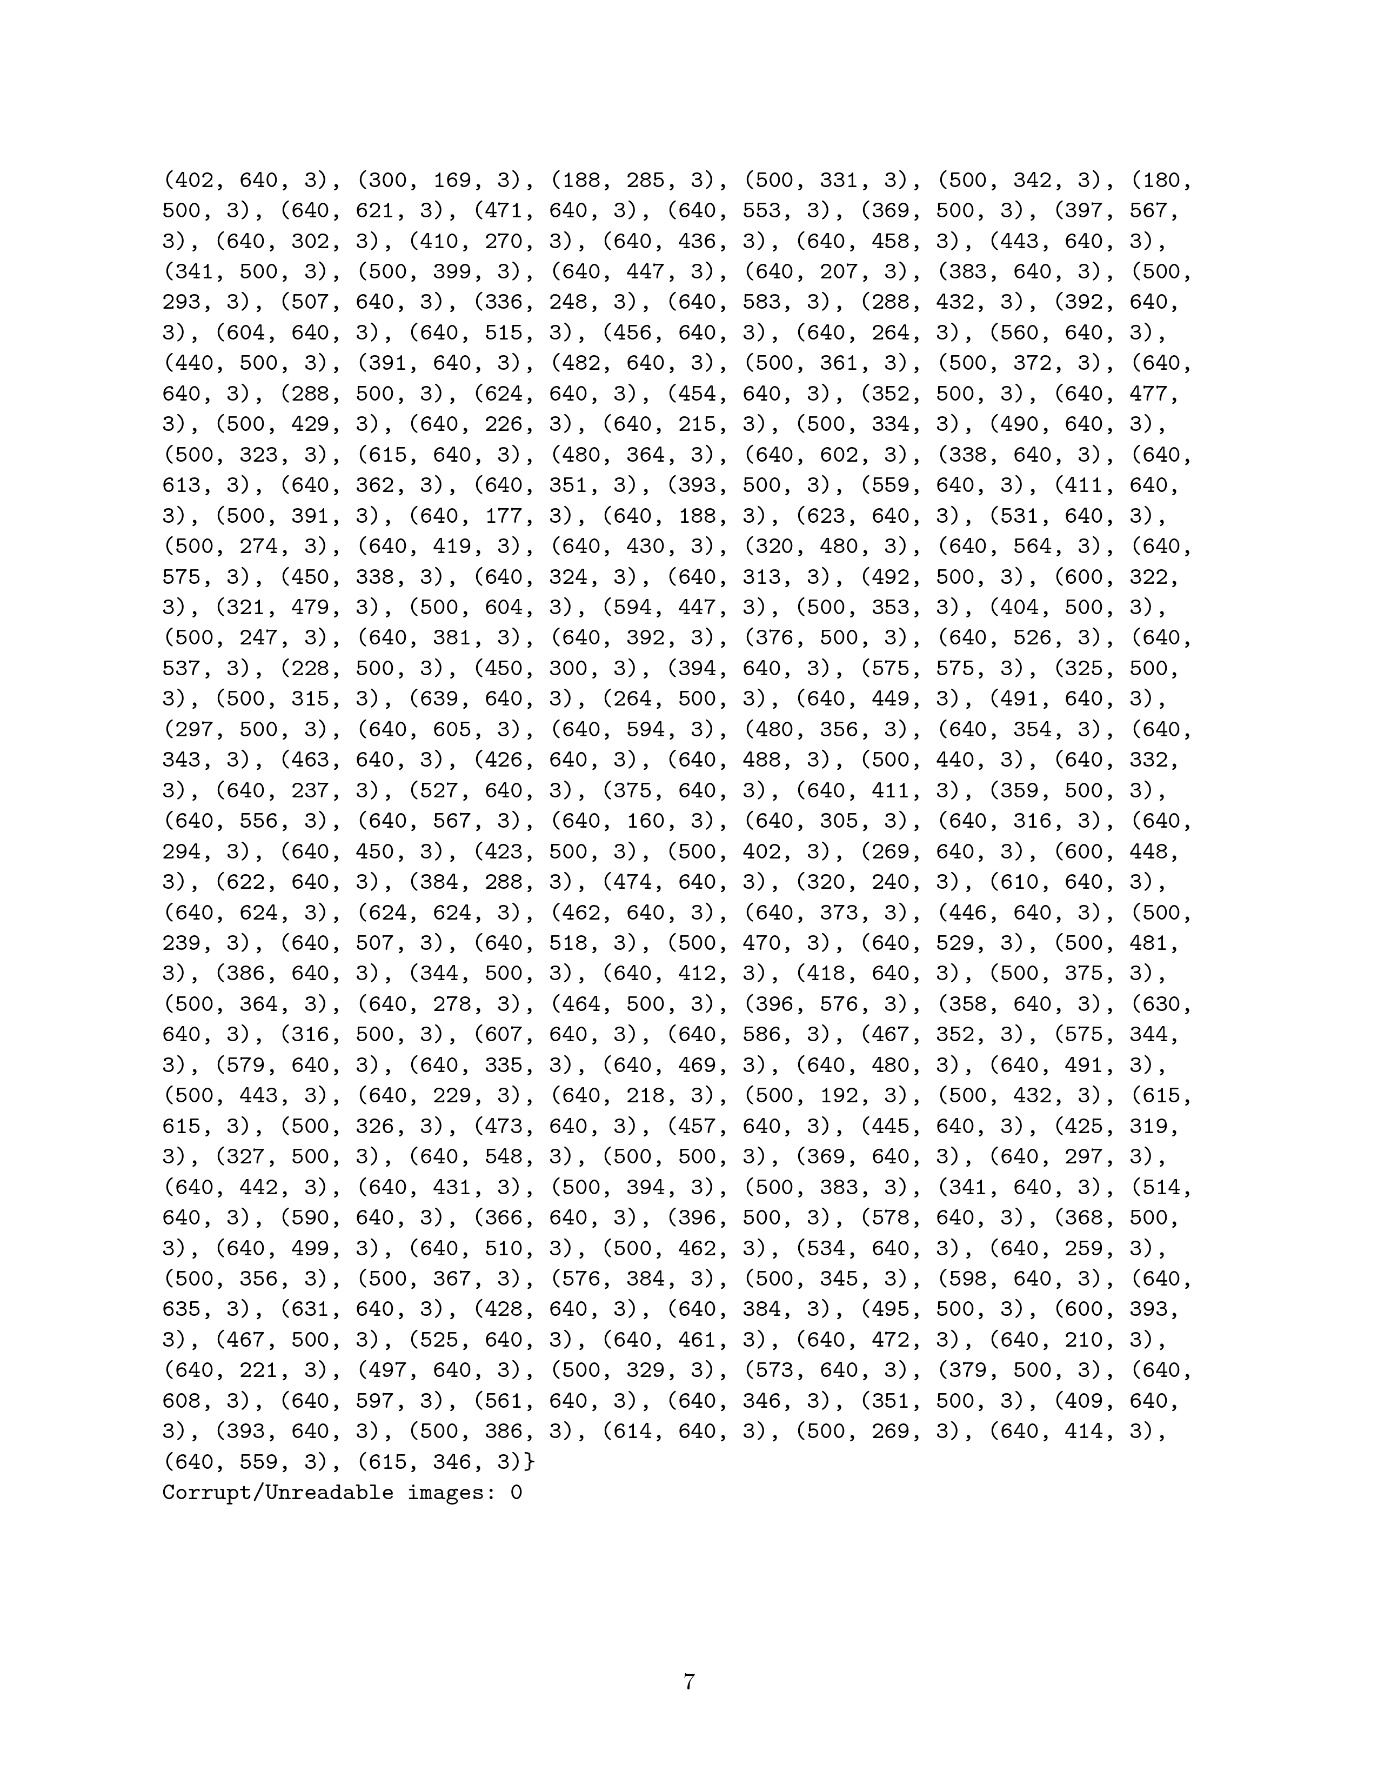 (402, 640, 3), (300, 169, 3), (188, 285, 3), (500, 331, 3), (500, 342, 3), (180,
500, 3), (640, 621, 3), (471, 640, 3), (640, 553, 3), (369, 500, 3), (397, 567,
3), (640, 302, 3), (410, 270, 3), (640, 436, 3), (640, 458, 3), (443, 640, 3),
(341, 500, 3), (500, 399, 3), (640, 447, 3), (640, 207, 3), (383, 640, 3), (500,
293, 3), (507, 640, 3), (336, 248, 3), (640, 583, 3), (288, 432, 3), (392, 640,
3), (604, 640, 3), (640, 515, 3), (456, 640, 3), (640, 264, 3), (560, 640, 3),
(440, 500, 3), (391, 640, 3), (482, 640, 3), (500, 361, 3), (500, 372, 3), (640,
640, 3), (288, 500, 3), (624, 640, 3), (454, 640, 3), (352, 500, 3), (640, 477,
3), (500, 429, 3), (640, 226, 3), (640, 215, 3), (500, 334, 3), (490, 640, 3),
(500, 323, 3), (615, 640, 3), (480, 364, 3), (640, 602, 3), (338, 640, 3), (640,
613, 3), (640, 362, 3), (640, 351, 3), (393, 500, 3), (559, 640, 3), (411, 640,
3), (500, 391, 3), (640, 177, 3), (640, 188, 3), (623, 640, 3), (531, 640, 3),
(500, 274, 3), (640, 419, 3), (640, 430, 3), (320, 480, 3), (640, 564, 3), (640,
575, 3), (450, 338, 3), (640, 324, 3), (640, 313, 3), (492, 500, 3), (600, 322,
3), (321, 479, 3), (500, 604, 3), (594, 447, 3), (500, 353, 3), (404, 500, 3),
(500, 247, 3), (640, 381, 3), (640, 392, 3), (376, 500, 3), (640, 526, 3), (640,
537, 3), (228, 500, 3), (450, 300, 3), (394, 640, 3), (575, 575, 3), (325, 500,
3), (500, 315, 3), (639, 640, 3), (264, 500, 3), (640, 449, 3), (491, 640, 3),
(297, 500, 3), (640, 605, 3), (640, 594, 3), (480, 356, 3), (640, 354, 3), (640,
343, 3), (463, 640, 3), (426, 640, 3), (640, 488, 3), (500, 440, 3), (640, 332,
3), (640, 237, 3), (527, 640, 3), (375, 640, 3), (640, 411, 3), (359, 500, 3),
(640, 556, 3), (640, 567, 3), (640, 160, 3), (640, 305, 3), (640, 316, 3), (640,
294, 3), (640, 450, 3), (423, 500, 3), (500, 402, 3), (269, 640, 3), (600, 448,
3), (622, 640, 3), (384, 288, 3), (474, 640, 3), (320, 240, 3), (610, 640, 3),
(640, 624, 3), (624, 624, 3), (462, 640, 3), (640, 373, 3), (446, 640, 3), (500,
239, 3), (640, 507, 3), (640, 518, 3), (500, 470, 3), (640, 529, 3), (500, 481,
3), (386, 640, 3), (344, 500, 3), (640, 412, 3), (418, 640, 3), (500, 375, 3),
(500, 364, 3), (640, 278, 3), (464, 500, 3), (396, 576, 3), (358, 640, 3), (630,
640, 3), (316, 500, 3), (607, 640, 3), (640, 586, 3), (467, 352, 3), (575, 344,
3), (579, 640, 3), (640, 335, 3), (640, 469, 3), (640, 480, 3), (640, 491, 3),
(500, 443, 3), (640, 229, 3), (640, 218, 3), (500, 192, 3), (500, 432, 3), (615,
615, 3), (500, 326, 3), (473, 640, 3), (457, 640, 3), (445, 640, 3), (425, 319,
3), (327, 500, 3), (640, 548, 3), (500, 500, 3), (369, 640, 3), (640, 297, 3),
(640, 442, 3), (640, 431, 3), (500, 394, 3), (500, 383, 3), (341, 640, 3), (514,
640, 3), (590, 640, 3), (366, 640, 3), (396, 500, 3), (578, 640, 3), (368, 500,
3), (640, 499, 3), (640, 510, 3), (500, 462, 3), (534, 640, 3), (640, 259, 3),
(500, 356, 3), (500, 367, 3), (576, 384, 3), (500, 345, 3), (598, 640, 3), (640,
635, 3), (631, 640, 3), (428, 640, 3), (640, 384, 3), (495, 500, 3), (600, 393,
3), (467, 500, 3), (525, 640, 3), (640, 461, 3), (640, 472, 3), (640, 210, 3),
(640, 221, 3), (497, 640, 3), (500, 329, 3), (573, 640, 3), (379, 500, 3), (640,
608, 3), (640, 597, 3), (561, 640, 3), (640, 346, 3), (351, 500, 3), (409, 640,
3), (393, 640, 3), (500, 386, 3), (614, 640, 3), (500, 269, 3), (640, 414, 3),
(640, 559, 3), (615, 346, 3)}
Corrupt/Unreadable images: 0
7